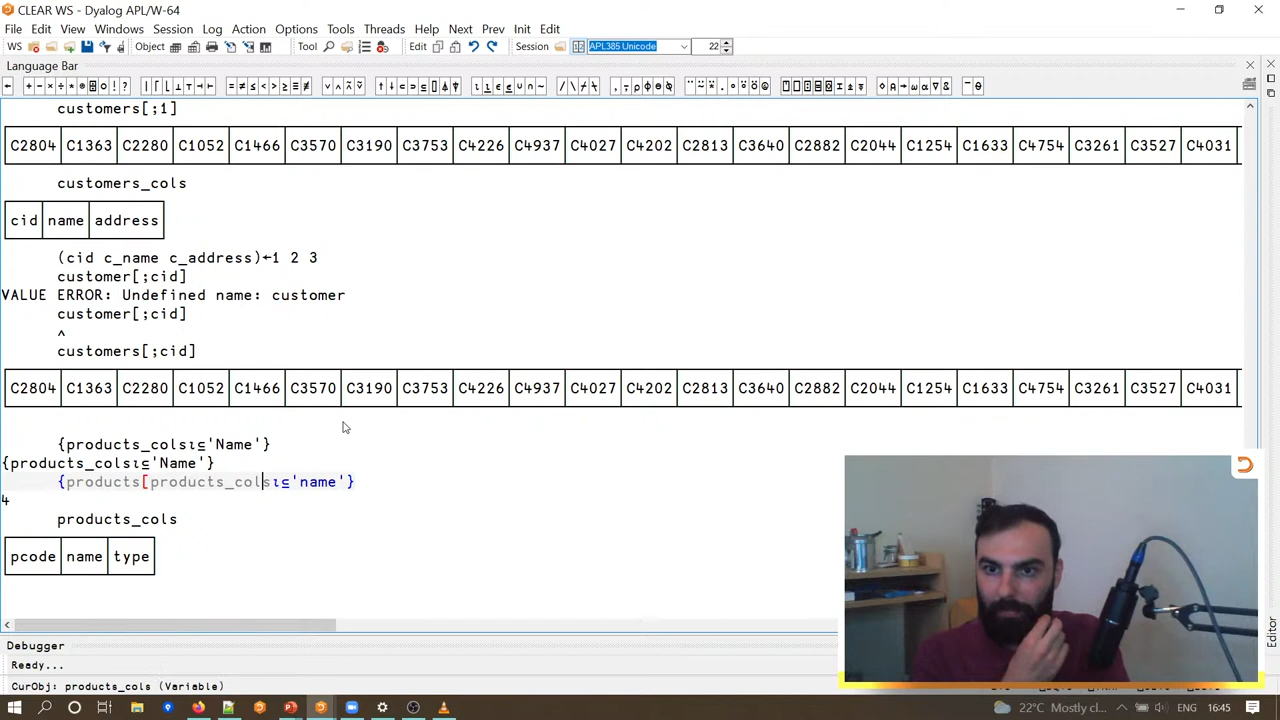 CLEAR WS - Dyalog APL/W-64
File Edit View Windows Session Log Action Options Tools Threads Help Next Prev Init Edit
WS Object Tool Edit Session APL385 Unicode 22
Language Bar
customers[;1]
C2804 C1363 C2280 C1052 C1466 C3570 C3190 C3753 C4226 C4937 C4027 C4202 C2813 C3640 C2882 C2044 C1254 C1633 C4754 C3261 C3527 C4031
customers_cols
cid name address
(cid c_name c_address)←1 2 3
customer[;cid]
VALUE ERROR: Undefined name: customer
customer[;cid]
^
customers[;cid]
C2804 C1363 C2280 C1052 C1466 C3570 C3190 C3753 C4226 C4937 C4027 C4202 C2813 C3640 C2882 C2044 C1254 C1633 C4754 C3261 C3527 C4031
{products_cols⍳⊆'Name'}
{products_cols⍳⊆'Name'}
{products[products_cols⍳⊆'name'}
4
products_cols
pcode name type
Editor
Debugger
Ready...
CurObj: products_cols (Variable)
22°C Mostly cl... ENG 16:45